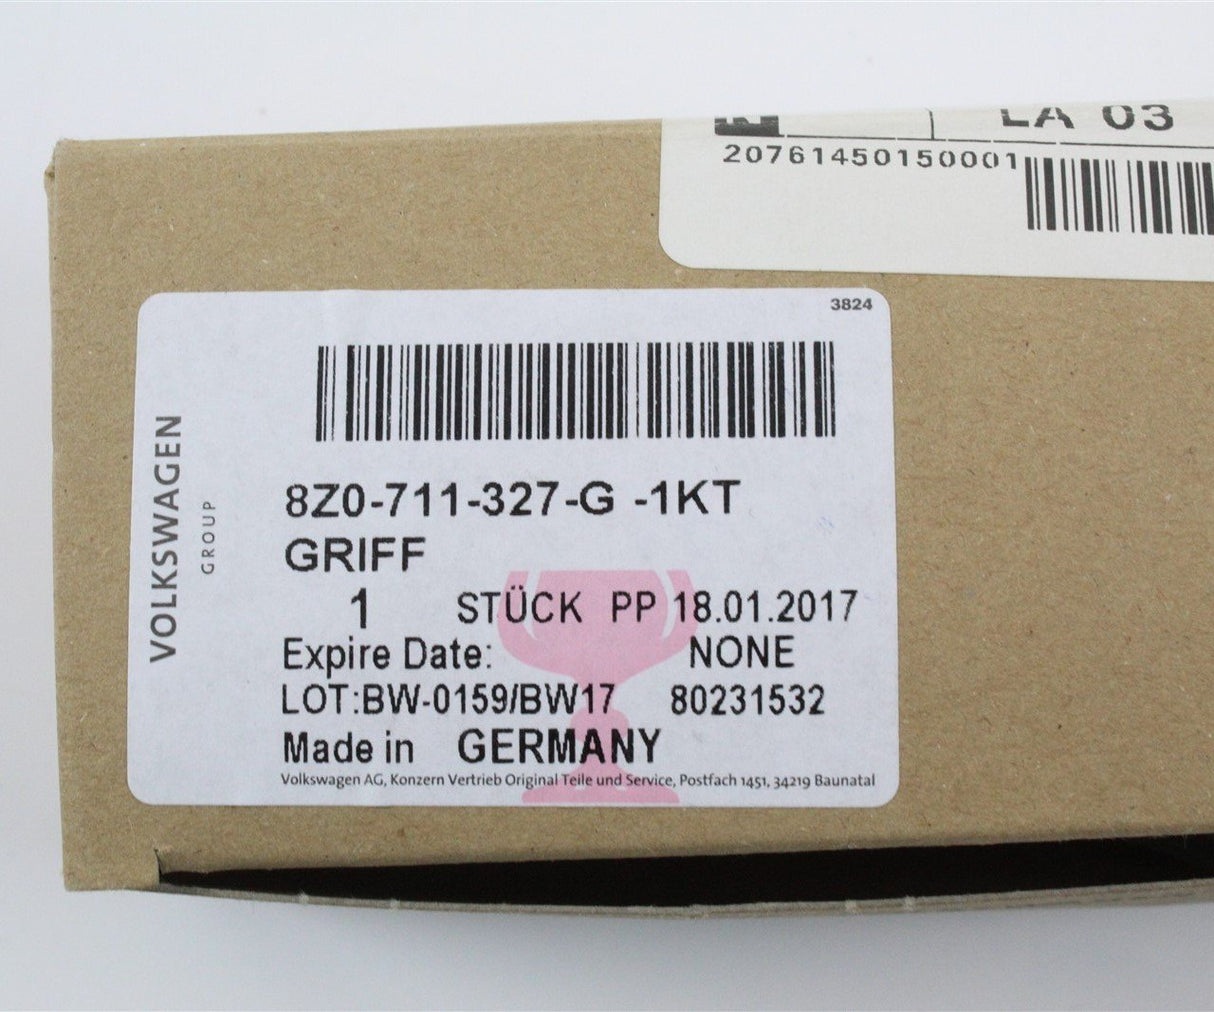 LA 03
20761450150001
3824
VOLKSWAGEN
GROUP
8Z0-711-327-G -1KT
GRIFF
1 STÜCK PP 18.01.2017
Expire Date: NONE
LOT:BW-0159/BW17 80231532
Made in GERMANY
Volkswagen AG, Konzern Vertrieb Original Teile und Service, Postfach 1451, 34219 Baunatal